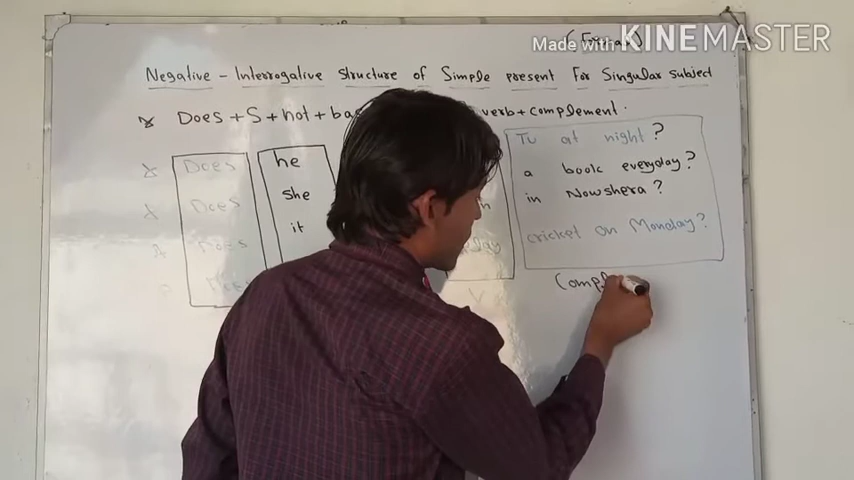 Made with KINEMASTER
Negative - Interrogative structure of Simple present For Singular subject
Does + S + not + verb + complement.
Does he Tv at night?
Does she a book everyday?
Does it in Nowshera?
cricket on Monday?
Comp